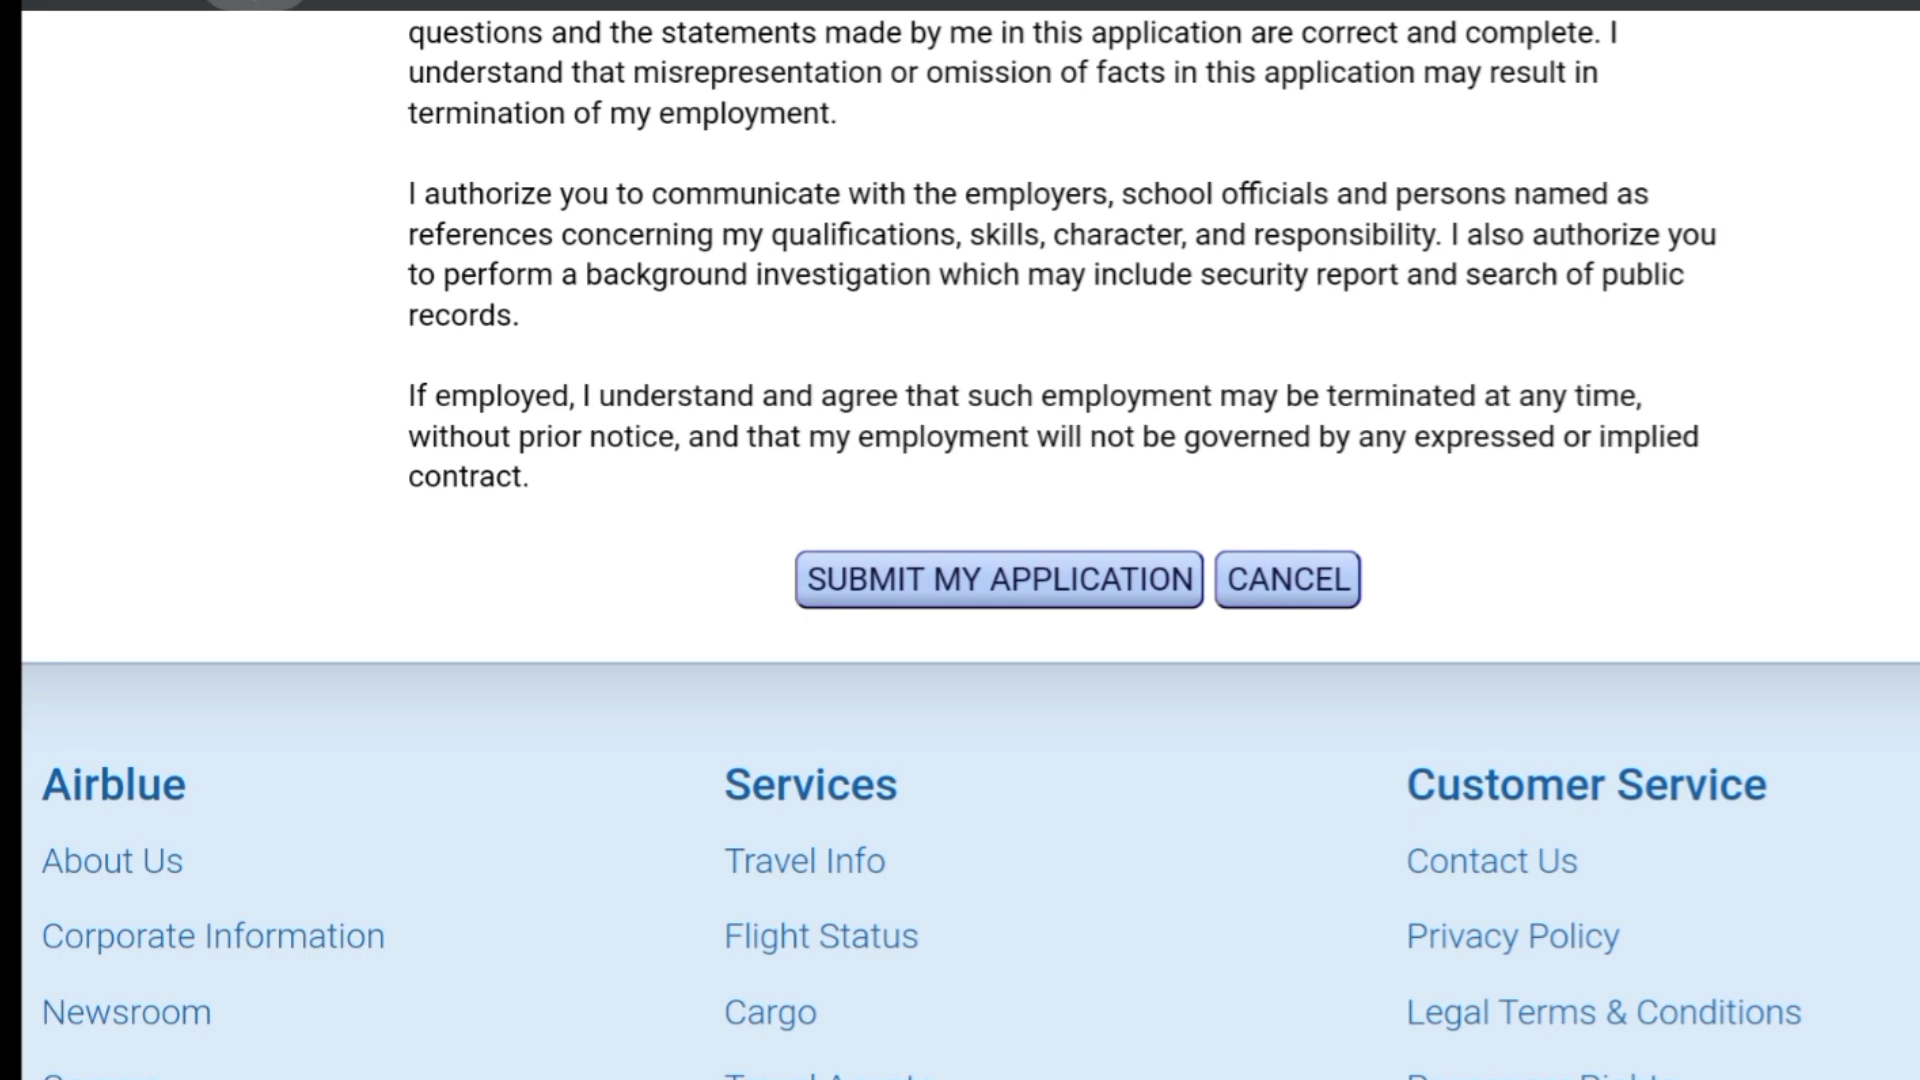 questions and the statements made by me in this application are correct and complete. I
understand that misrepresentation or omission of facts in this application may result in
termination of my employment.
I authorize you to communicate with the employers, school officials and persons named as
references concerning my qualifications, skills, character, and responsibility. I also authorize you
to perform a background investigation which may include security report and search of public
records.
If employed, I understand and agree that such employment may be terminated at any time,
without prior notice, and that my employment will not be governed by any expressed or implied
contract.
SUBMIT MY APPLICATION CANCEL
Airblue Services Customer Service
About Us Travel Info Contact Us
Corporate Information Flight Status Privacy Policy
Newsroom Cargo Legal Terms & Conditions